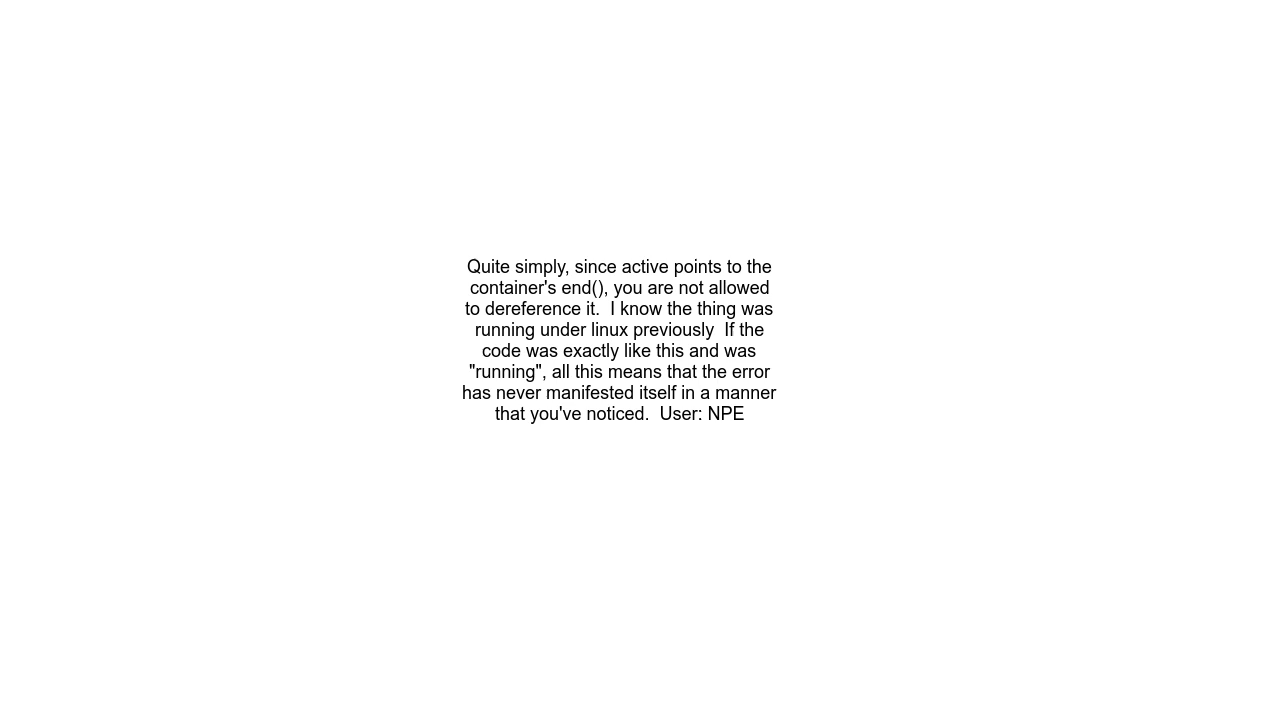 Quite simply, since active points to the
container's end(), you are not allowed
to dereference it.  I know the thing was
running under linux previously  If the
code was exactly like this and was
"running", all this means that the error
has never manifested itself in a manner
that you've noticed.  User: NPE